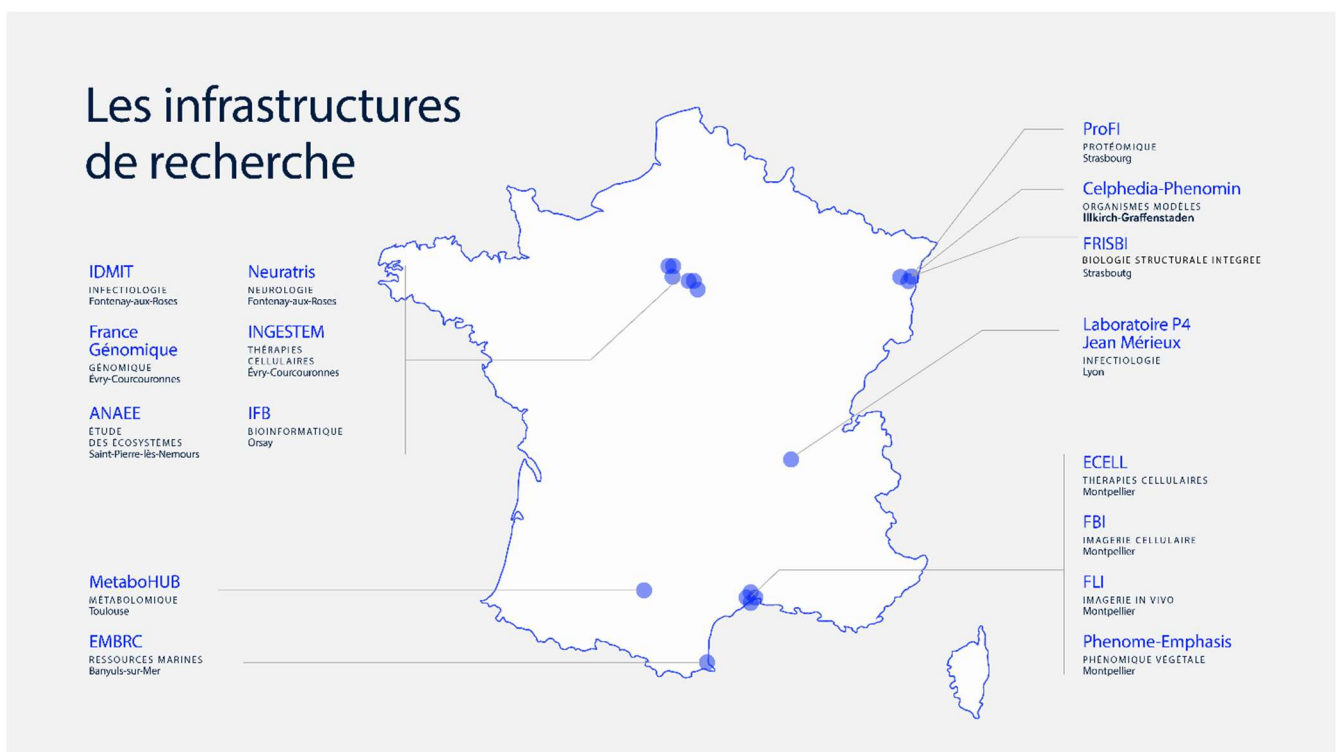 Les infrastructures
de recherche
IDMIT
INFECTIOLOGIE
Fontenay-aux-Roses
Neuratris
NEUROLOGIE
Fontenay-aux-Roses
France
Génomique
GÉNOMIQUE
Évry-Courcouronnes
INGESTEM
THÉRAPIES
CELLULAIRES
Évry-Courcouronnes
ANAEE
ÉTUDE
DES ÉCOSYSTÈMES
Saint-Pierre-lès-Nemours
IFB
BIOINFORMATIQUE
Orsay
MetaboHUB
MÉTABOLOMIQUE
Toulouse
EMBRC
RESSOURCES MARINES
Banyuls-sur-Mer
ProFI
PROTÉOMIQUE
Strasbourg
Celphedia-Phenomin
ORGANISMES MODÈLES
Illkirch-Graffenstaden
FRISBI
BIOLOGIE STRUCTURALE INTEGREE
Strasboutg
Laboratoire P4
Jean Mérieux
INFECTIOLOGIE
Lyon
ECELL
THÉRAPIES CELLULAIRES
Montpellier
FBI
IMAGERIE CELLULAIRE
Montpellier
FLI
IMAGERIE IN VIVO
Montpellier
Phenome-Emphasis
PHÉNOMIQUE VÉGÉTALE
Montpellier